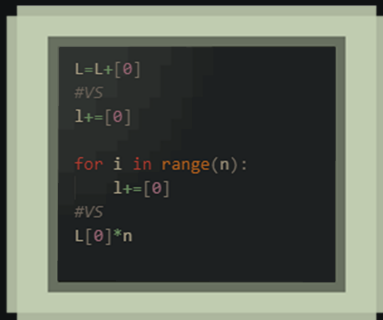 L=L+[0]
#VS
l+=[0]
for i in range(n):
l+=[0]
#VS
L[0]*n